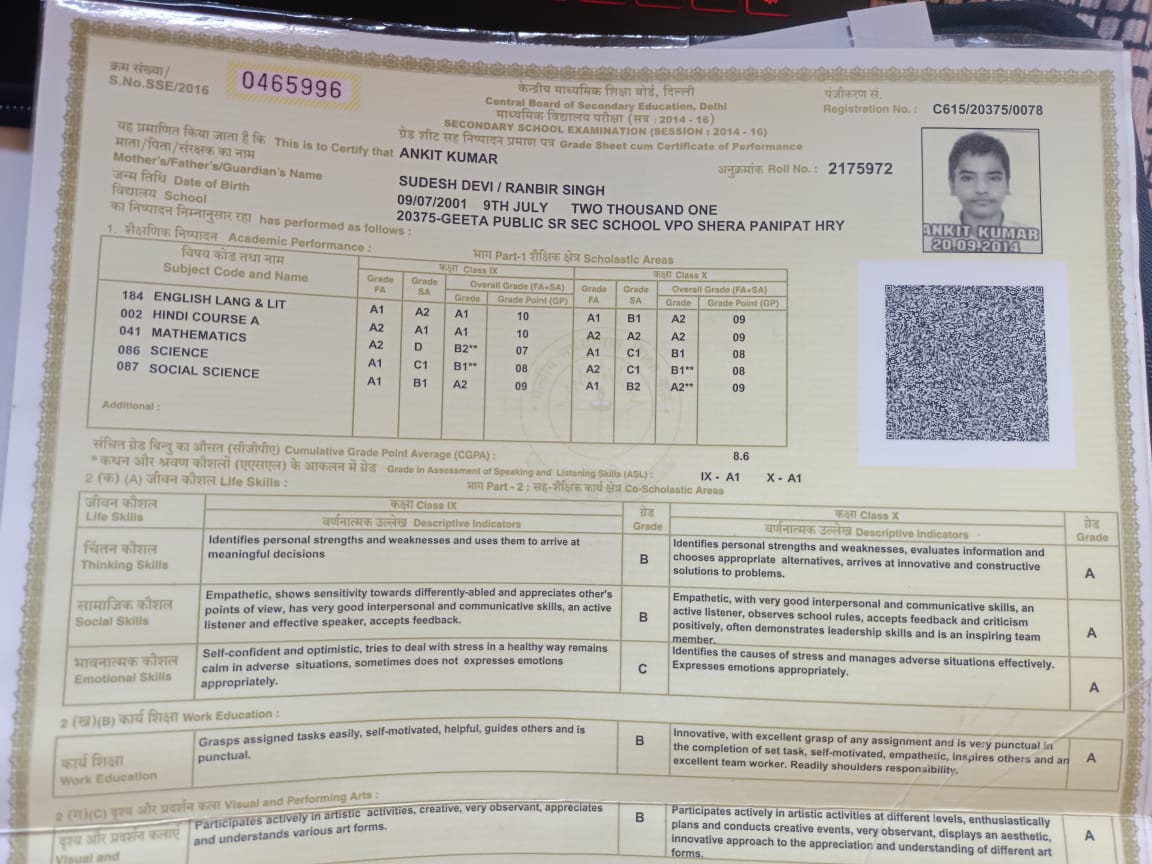 क्रम संख्या/
S.No.SSE/2016
0465996
केन्द्रीय माध्यमिक शिक्षा बोर्ड, दिल्ली
Central Board of Secondary Education, Delhi
माध्यमिक विद्यालय परीक्षा (सत्र : 2014 - 16)
SECONDARY SCHOOL EXAMINATION (SESSION : 2014 - 16)
ग्रेड शीट सह निष्पादन प्रमाण पत्र Grade Sheet cum Certificate of Performance
पंजीकरण सं.
Registration No. : C615/20375/0078
यह प्रमाणित किया जाता है कि This is to Certify that ANKIT KUMAR
अनुक्रमांक Roll No. : 2175972
माता/पिता/संरक्षक का नाम
Mother's/Father's/Guardian's Name SUDESH DEVI / RANBIR SINGH
जन्म तिथि Date of Birth 09/07/2001 9TH JULY TWO THOUSAND ONE
विद्यालय School 20375-GEETA PUBLIC SR SEC SCHOOL VPO SHERA PANIPAT HRY
का निष्पादन निम्नानुसार रहा has performed as follows :
ANKIT KUMAR
20.09.2014
1. शैक्षणिक निष्पादन Academic Performance :
भाग Part-1 शैक्षिक क्षेत्र Scholastic Areas
विषय कोड तथा नाम
Subject Code and Name
कक्षा Class IX
कक्षा Class X
Grade FA Grade SA Overall Grade (FA+SA) Grade FA Grade SA Overall Grade (FA+SA)
Grade Grade Point (GP) Grade Grade Point (GP)
184 ENGLISH LANG & LIT A1 A2 A1 10 A1 B1 A2 09
002 HINDI COURSE A A2 A1 A1 10 A2 A2 A2 09
041 MATHEMATICS A2 D B2** 07 A1 C1 B1 08
086 SCIENCE A1 C1 B1** 08 A2 C1 B1** 08
087 SOCIAL SCIENCE A1 B1 A2 09 A1 B2 A2** 09
Additional :
संचित ग्रेड बिन्दु का औसत (सीजीपीए) Cumulative Grade Point Average (CGPA) : 8.6
*कथन और श्रवण कौशलों (एएसएल) के आकलन में ग्रेड Grade in Assessment of Speaking and Listening Skills (ASL) : IX - A1 X - A1
भाग Part - 2 : सह-शैक्षिक कार्य क्षेत्र Co-Scholastic Areas
2 (क) (A) जीवन कौशल Life Skills :
जीवन कौशल
Life Skills
कक्षा Class IX
वर्णनात्मक उल्लेख Descriptive Indicators
ग्रेड
Grade
कक्षा Class X
वर्णनात्मक उल्लेख Descriptive Indicators
ग्रेड
Grade
चिंतन कौशल
Thinking Skills
Identifies personal strengths and weaknesses and uses them to arrive at
meaningful decisions
B
Identifies personal strengths and weaknesses, evaluates information and
chooses appropriate alternatives, arrives at innovative and constructive
solutions to problems.
A
सामाजिक कौशल
Social Skills
Empathetic, shows sensitivity towards differently-abled and appreciates other's
points of view, has very good interpersonal and communicative skills, an active
listener and effective speaker, accepts feedback.
B
Empathetic, with very good interpersonal and communicative skills, an
active listener, observes school rules, accepts feedback and criticism
positively, often demonstrates leadership skills and is an inspiring team
member.
A
भावनात्मक कौशल
Emotional Skills
Self-confident and optimistic, tries to deal with stress in a healthy way remains
calm in adverse situations, sometimes does not expresses emotions
appropriately.
C
Identifies the causes of stress and manages adverse situations effectively.
Expresses emotions appropriately.
A
2 (ख)(B) कार्य शिक्षा Work Education :
कार्य शिक्षा
Work Education
Grasps assigned tasks easily, self-motivated, helpful, guides others and is
punctual.
B
Innovative, with excellent grasp of any assignment and is very punctual in
the completion of set task, self-motivated, empathetic, inspires others and an
excellent team worker. Readily shoulders responsibility.
A
2 (ग)(C) दृश्य और प्रदर्शन कला Visual and Performing Arts :
दृश्य और प्रदर्शन कलाएं
Visual and
Participates actively in artistic activities, creative, very observant, appreciates
and understands various art forms.
B
Participates actively in artistic activities at different levels, enthusiastically
plans and conducts creative events, very observant, displays an aesthetic,
innovative approach to the appreciation and understanding of different art
forms.
A